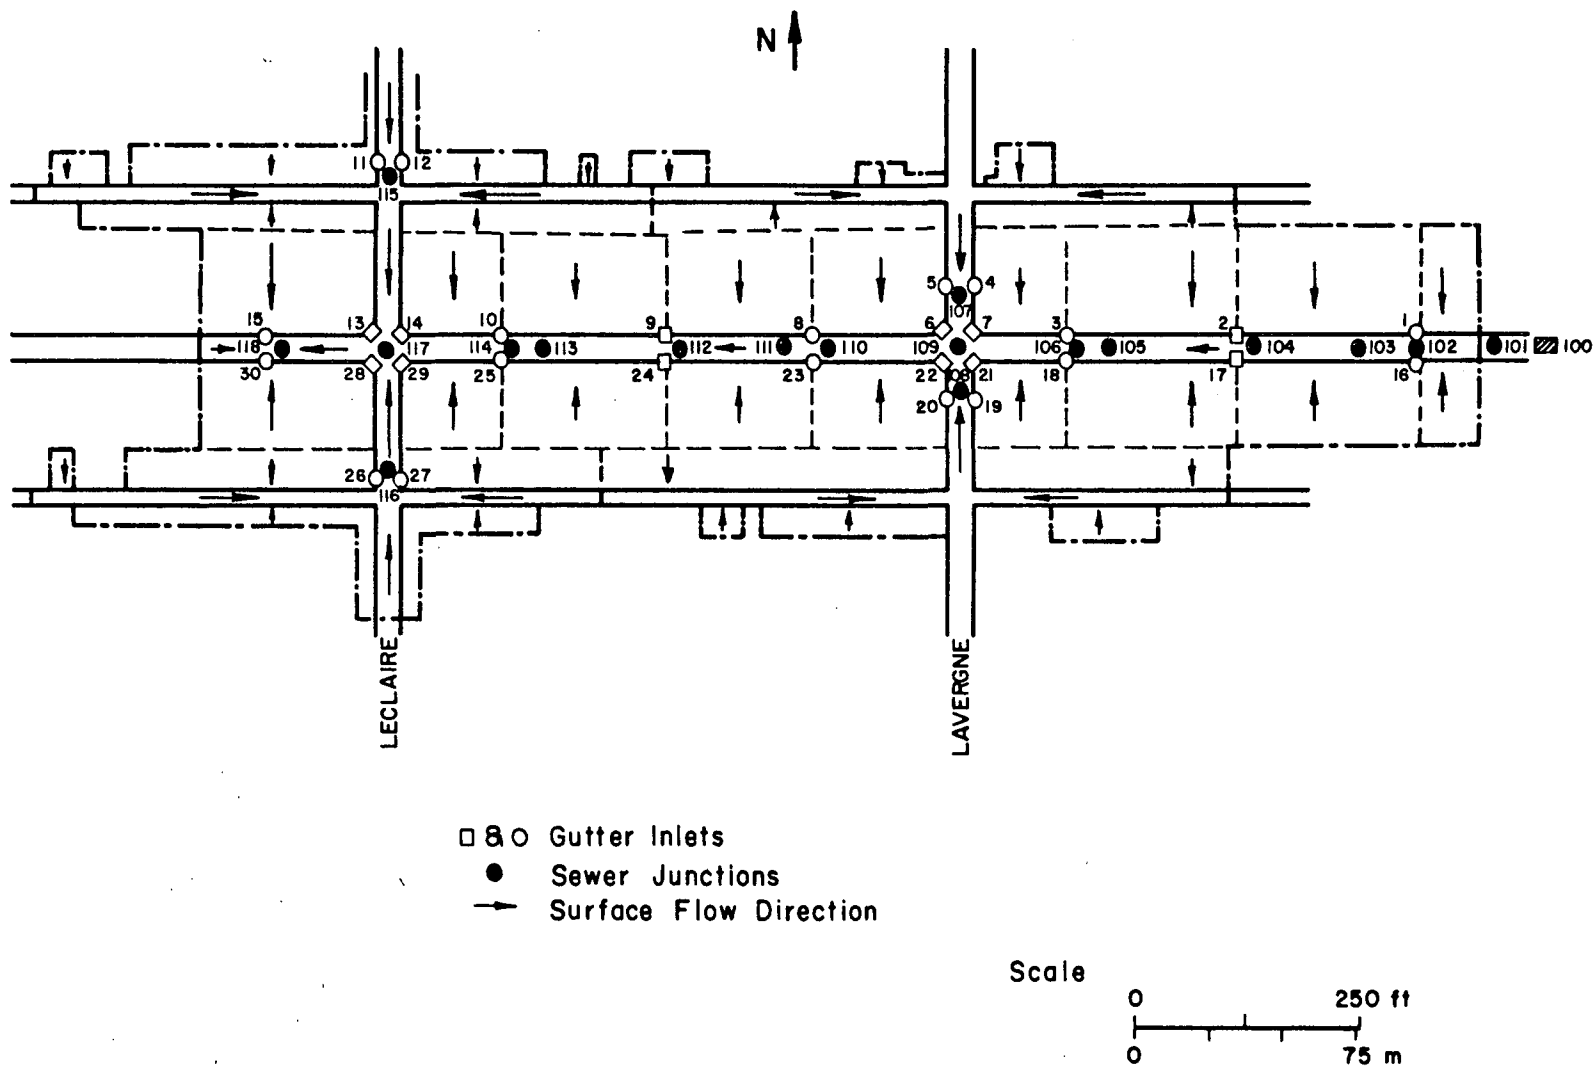 N
11 12
115
5 4
107
15 13 14 10 9 8 6 7 3 2 1
118 117 114 113 112 111 110 109 106 105 104 103 102 101 100
30 28 29 25 24 23 22 108 21 18 17 16
20 19
26 27
116
LECLAIRE
LAVERGNE
& Gutter Inlets
Sewer Junctions
Surface Flow Direction
Scale
0 250 ft
0 75 m